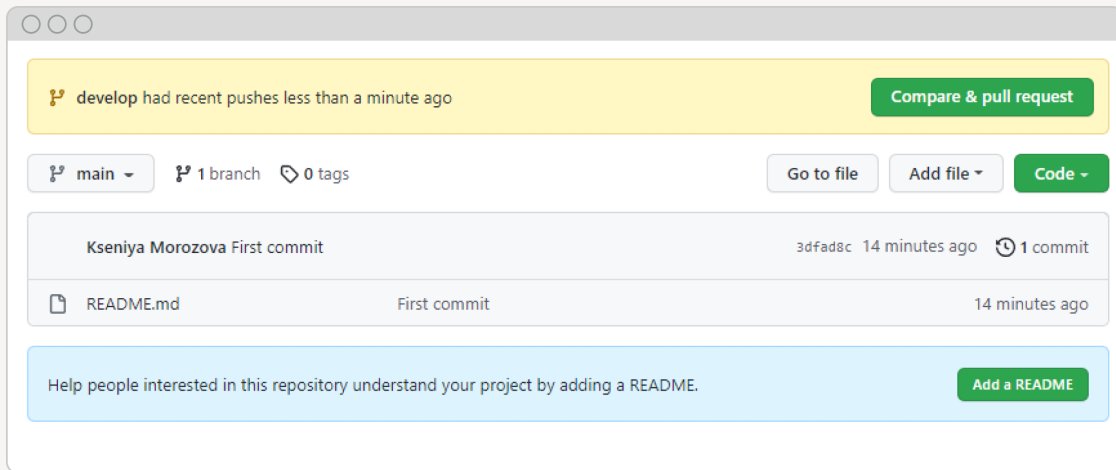 develop had recent pushes less than a minute ago
Compare & pull request
main
1 branch
0 tags
Go to file
Add file
Code
Kseniya Morozova First commit
3dfad8c
14 minutes ago
1 commit
README.md
First commit
14 minutes ago
Help people interested in this repository understand your project by adding a README.
Add a README